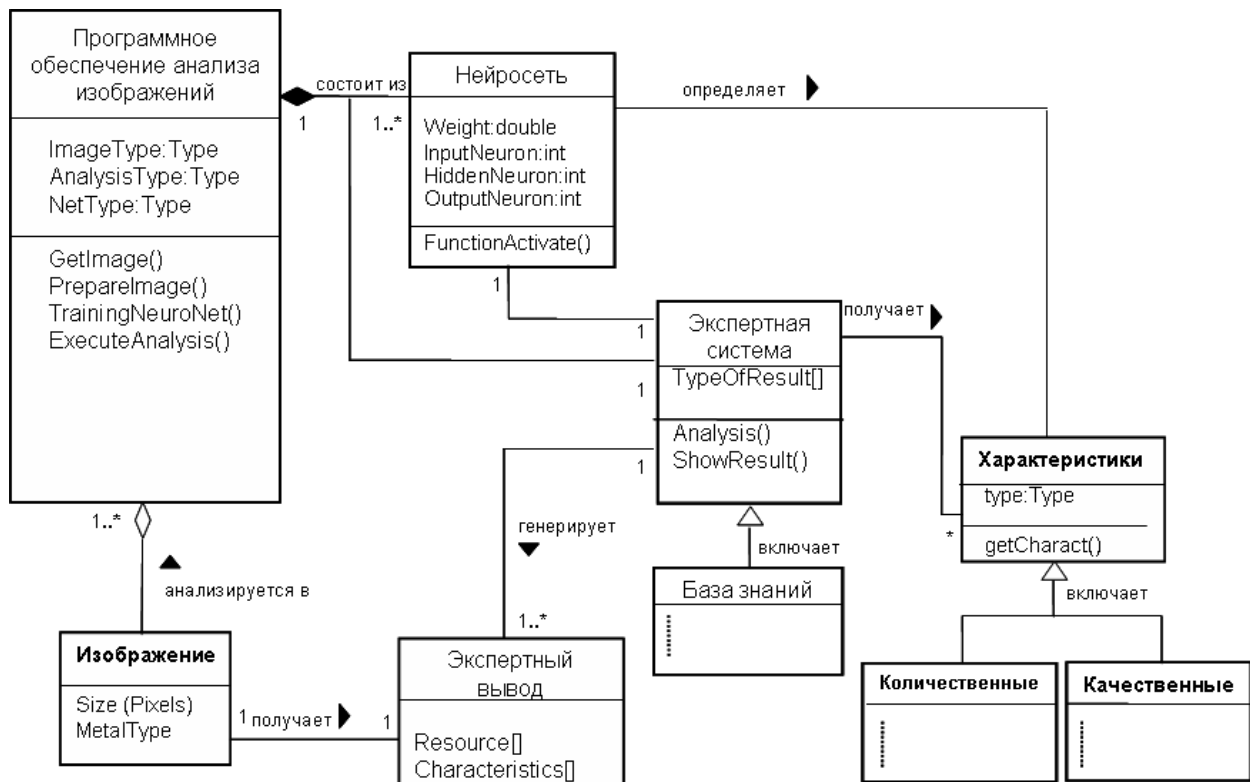 Программное
обеспечение анализа
изображений
ImageType:Type
AnalysisType:Type
NetType:Type
GetImage()
PrepareImage()
TrainingNeuroNet()
ExecuteAnalysis()
состоит из
1
1..*
Нейросеть
Weight:double
InputNeuron:int
HiddenNeuron:int
OutputNeuron:int
FunctionActivate()
определяет
1
1
1
1
Экспертная
система
TypeOfResult[]
Analysis()
ShowResult()
получает
*
Характеристики
type:Type
getCharact()
включает
Количественные
Качественные
генерирует
1..*
включает
База знаний
1..*
анализируется в
Изображение
Size (Pixels)
MetalType
1 получает
1
Экспертный
вывод
Resource[]
Characteristics[]